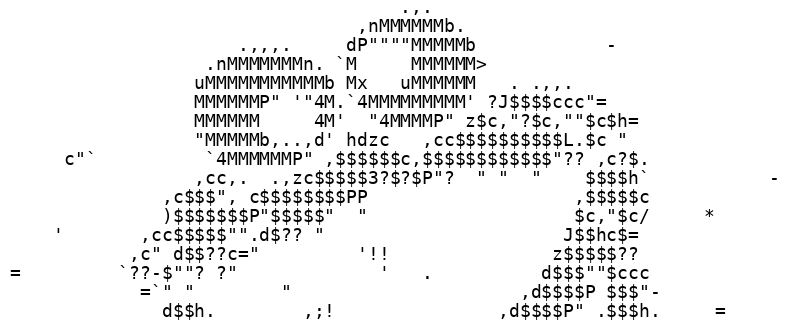 .,.
                                ,nMMMMMMb.
                     .,,,.     dP""""MMMMMb            -
                  .nMMMMMMMn. `M     MMMMMM>
                 uMMMMMMMMMMMb Mx   uMMMMMM   . .,,.
                 MMMMMMP" '"4M.`4MMMMMMMMM' ?J$$$$ccc"=
                 MMMMMM     4M'  "4MMMMP" z$c,"?$c,""$c$h=
                 "MMMMMb,..,d' hdzc   ,cc$$$$$$$$$$L.$c "
     c"`          `4MMMMMMP" ,$$$$$$c,$$$$$$$$$$$$"?? ,c?$.
                 ,cc,.  .,zc$$$$$3?$?$P"?  " "  "    $$$$h`           -
              ,c$$$", c$$$$$$$$PP                   ,$$$$$c
              )$$$$$$$P"$$$$$"  "                   $c,"$c/     *
    '       ,cc$$$$$"".d$?? "                      J$$hc$=
           ,c" d$$??c="         '!!               z$$$$$??
=         `??-$""? ?"             '   .          d$$$""$ccc
            =`" "        "                     ,d$$$$P $$$"-
              d$$h.        ,;!               ,d$$$$P" .$$$h.     =